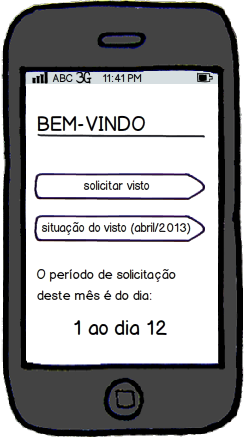 ABC 3G 11:41 PM
BEM-VINDO
solicitar visto
situação do visto (abril/2013)
O período de solicitação
deste mês é do dia:
1 ao dia 12